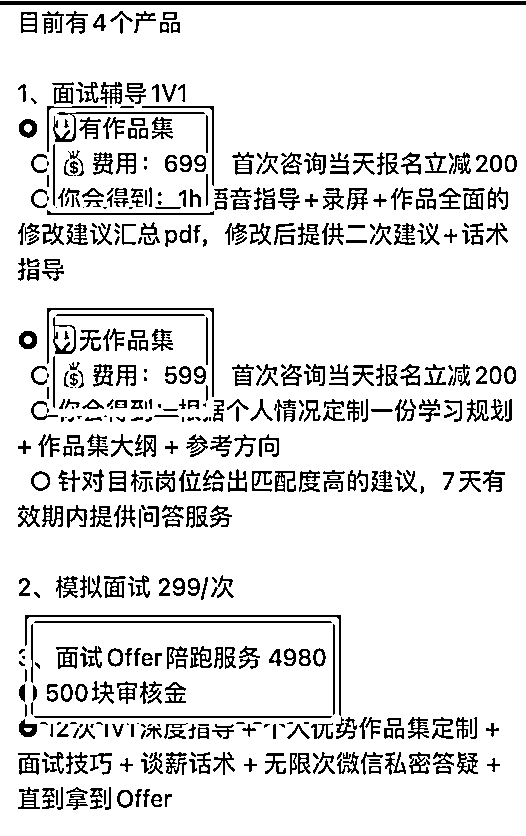 目前有4个产品
1、面试辅导1V1
有作品集
费用：699 首次咨询当天报名立减200
你会得到：1h语音指导+录屏+作品全面的
修改建议汇总pdf，修改后提供二次建议+话术
指导
无作品集
费用：599 首次咨询当天报名立减200
你会得到：根据个人情况定制一份学习规划
+ 作品集大纲 + 参考方向
针对目标岗位给出匹配度高的建议，7天有
效期内提供问答服务
2、模拟面试 299/次
3、面试Offer陪跑服务 4980
500块审核金
12次1V1深度指导 + 个人优势作品集定制 +
面试技巧 + 谈薪话术 + 无限次微信私密答疑 +
直到拿到Offer